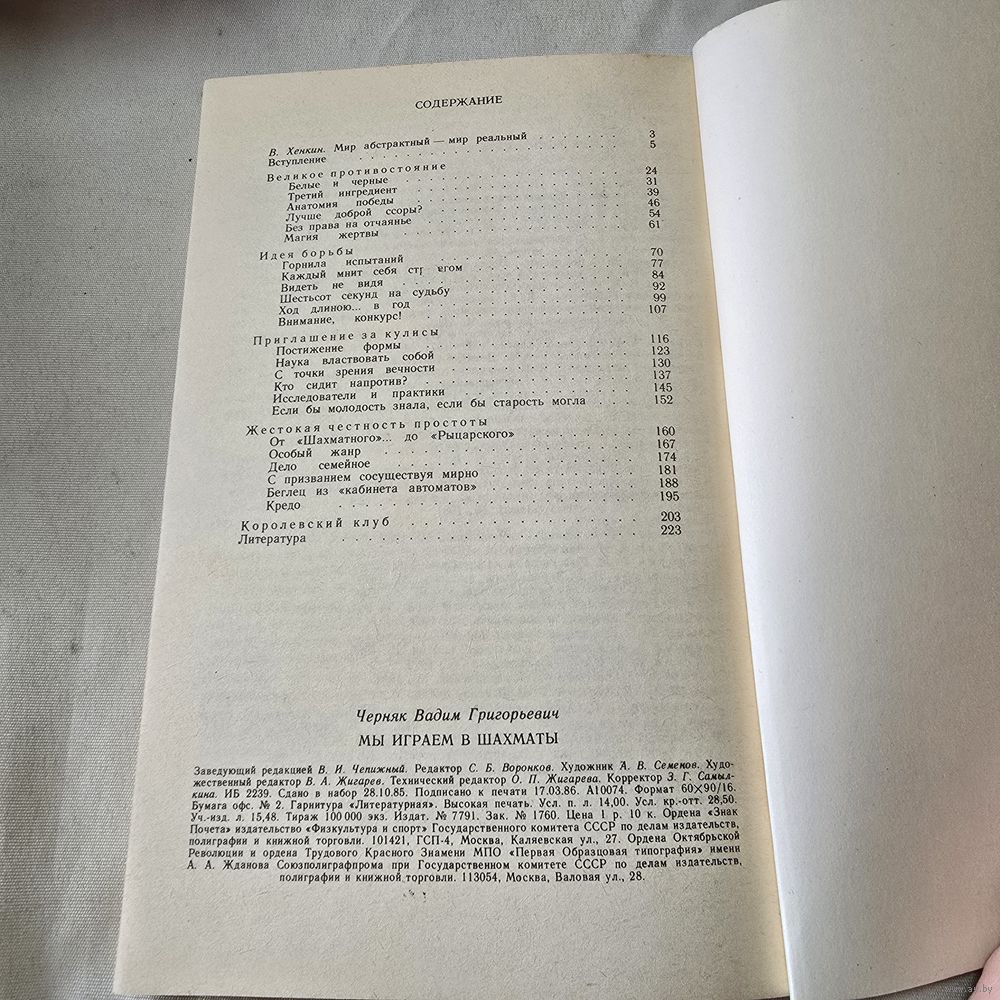 СОДЕРЖАНИЕ
В. Хенкин. Мир абстрактный — мир реальный 3
Вступление 5
Великое противостояние
Белые и черные 24
Третий ингредиент 31
Анатомия победы 39
Лучше доброй ссоры? 46
Без права на отчаянье 54
Магия жертвы 61
Идея борьбы
Горнила испытаний 70
Каждый мнит себя стр егом 77
Видеть не видя 84
Шестьсот секунд на судьбу 92
Ход длиною... в год 99
Внимание, конкурс! 107
Приглашение за кулисы
Постижение формы 116
Наука властвовать собой 123
С точки зрения вечности 130
Кто сидит напротив? 137
Исследователи и практики 145
Если бы молодость знала, если бы старость могла 152
Жестокая честность простоты
От «Шахматного»... до «Рыцарского» 160
Особый жанр 167
Дело семейное 174
С призванием сосуществуя мирно 181
Беглец из «кабинета автоматов» 188
Кредо 195
Королевский клуб 203
Литература 223
Черняк Вадим Григорьевич
МЫ ИГРАЕМ В ШАХМАТЫ
Заведующий редакцией В. И. Чепижный. Редактор С. Б. Воронков. Художник А. В. Семенов. Худо-
жественный редактор В. А. Жигарев. Технический редактор О. П. Жигарева. Корректор З. Г. Самыл-
кина. ИБ 2239. Сдано в набор 28.10.85. Подписано к печати 17.03.86. А10074. Формат 60×90/16.
Бумага офс. № 2. Гарнитура «Литературная». Высокая печать. Усл. п. л. 14,00. Усл. кр.-отт. 28,50.
Уч.-изд. л. 15,48. Тираж 100 000 экз. Издат. № 7791. Зак. № 1760. Цена 1 р. 10 к. Ордена «Знак
Почета» издательство «Физкультура и спорт» Государственного комитета СССР по делам издательств,
полиграфии и книжной торговли. 101421, ГСП-4, Москва, Каляевская ул., 27. Ордена Октябрьской
Революции и ордена Трудового Красного Знамени МПО «Первая Образцовая типография» имени
А. А. Жданова Союзполиграфпрома при Государственном комитете СССР по делам издательств,
полиграфии и книжной торговли. 113054, Москва, Валовая ул., 28.